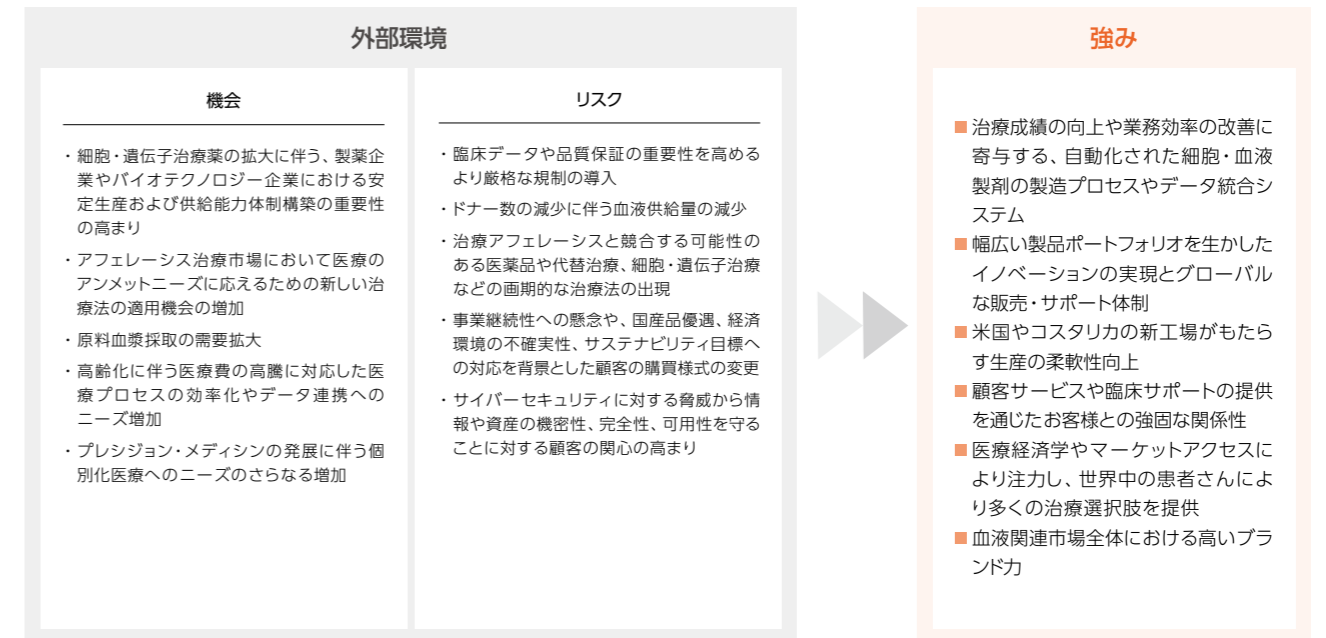 外部環境
機会
・細胞・遺伝子治療薬の拡大に伴う、製薬企
業やバイオテクノロジー企業における安
定生産および供給能力体制構築の重要性
の高まり
・アフェレーシス治療市場において医療の
アンメットニーズに応えるための新しい治
療法の適用機会の増加
・原料血漿採取の需要拡大
・高齢化に伴う医療費の高騰に対応した医
療プロセスの効率化やデータ連携への
ニーズ増加
・プレシジョン・メディシンの発展に伴う個
別化医療へのニーズのさらなる増加
リスク
・臨床データや品質保証の重要性を高める
より厳格な規制の導入
・ドナー数の減少に伴う血液供給量の減少
・治療アフェレーシスと競合する可能性の
ある医薬品や代替治療、細胞・遺伝子治療
などの画期的な治療法の出現
・事業継続性への懸念や、国産品優遇、経済
環境の不確実性、サステナビリティ目標へ
の対応を背景とした顧客の購買様式の変更
・サイバーセキュリティに対する脅威から情
報や資産の機密性、完全性、可用性を守る
ことに対する顧客の関心の高まり
強み
■治療成績の向上や業務効率の改善に
寄与する、自動化された細胞・血液
製剤の製造プロセスやデータ統合シ
ステム
■幅広い製品ポートフォリオを生かした
イノベーションの実現とグローバル
な販売・サポート体制
■米国やコスタリカの新工場がもたら
す生産の柔軟性向上
■顧客サービスや臨床サポートの提供
を通じたお客様との強固な関係性
■医療経済学やマーケットアクセスに
より注力し、世界中の患者さんによ
り多くの治療選択肢を提供
■血液関連市場全体における高いブラ
ンド力